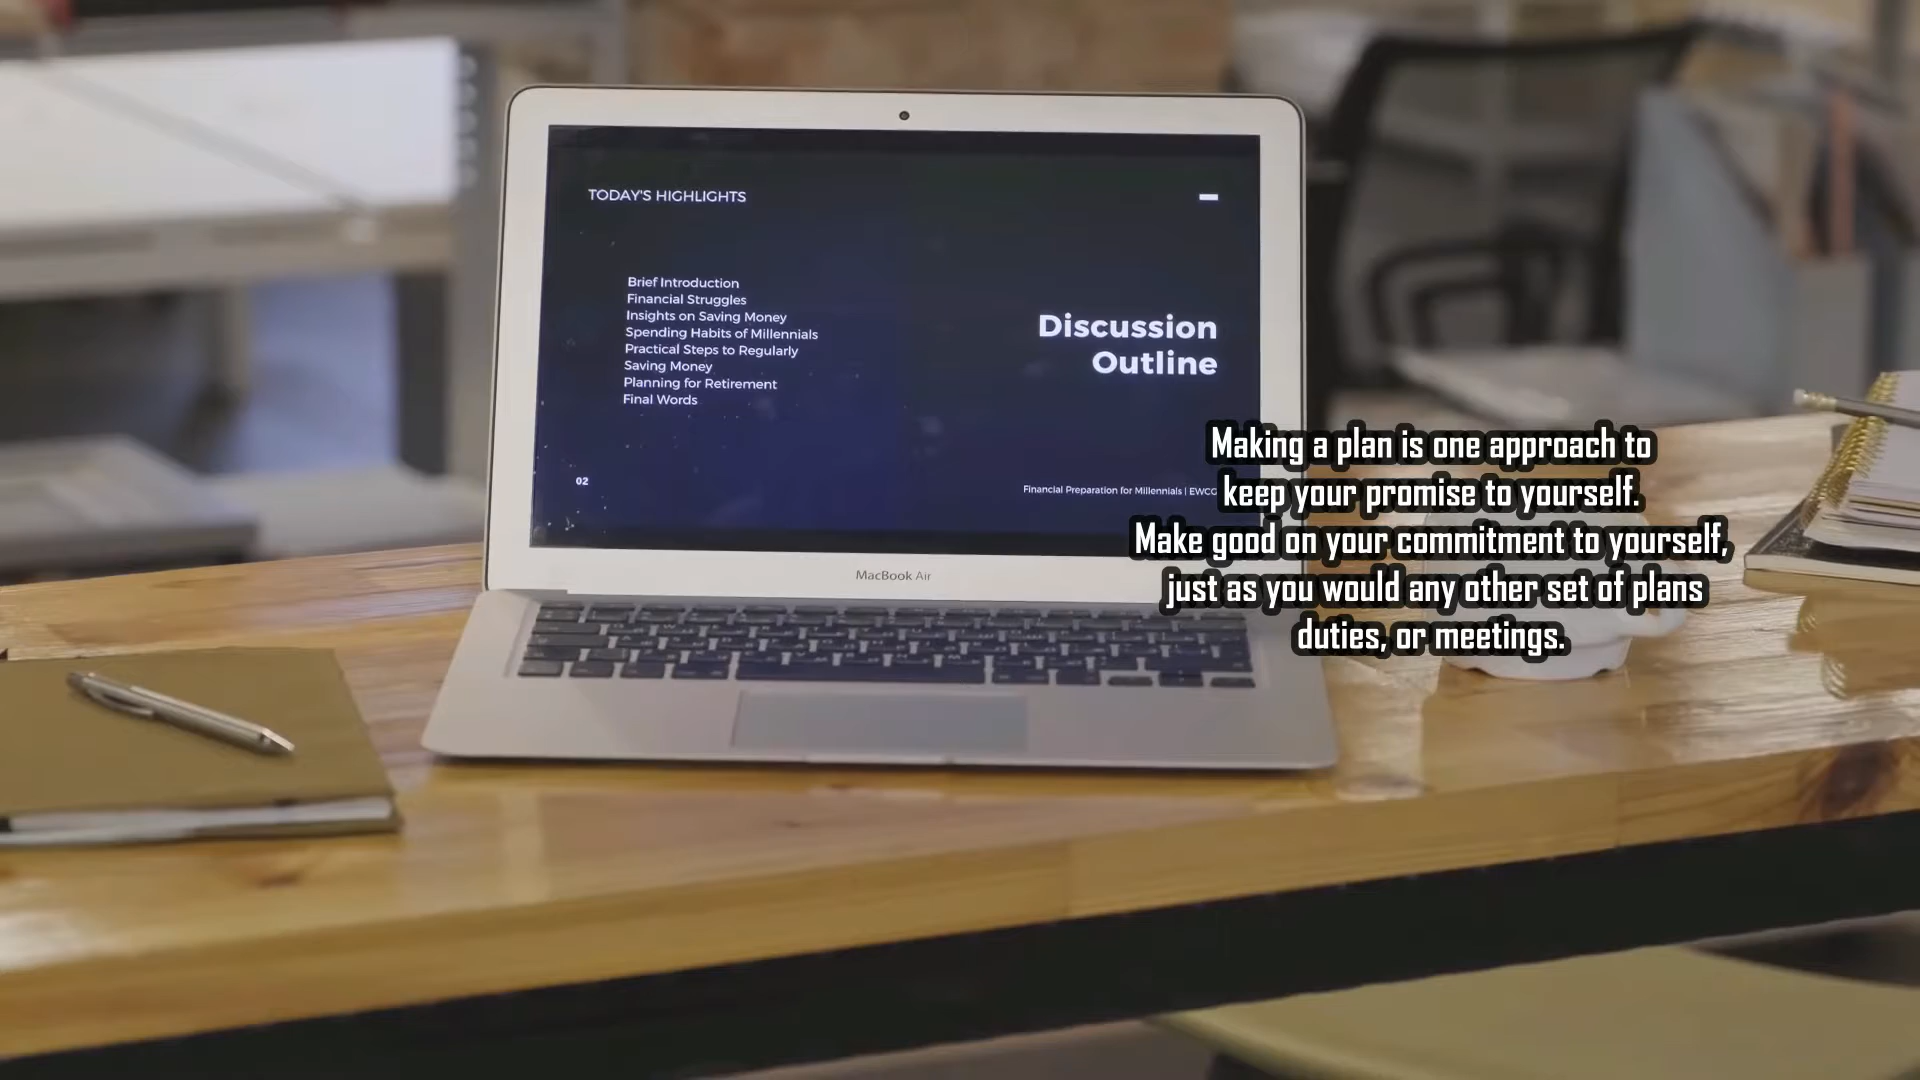 TODAY'S HIGHLIGHTS
Brief Introduction
Financial Struggles
Insights on Saving Money
Spending Habits of Millennials
Practical Steps to Regularly
Saving Money
Planning for Retirement
Final Words
Discussion
Outline
02
Financial Preparation for Millennials | EWCG
MacBook Air
Making a plan is one approach to
keep your promise to yourself.
Make good on your commitment to yourself,
just as you would any other set of plans
duties, or meetings.